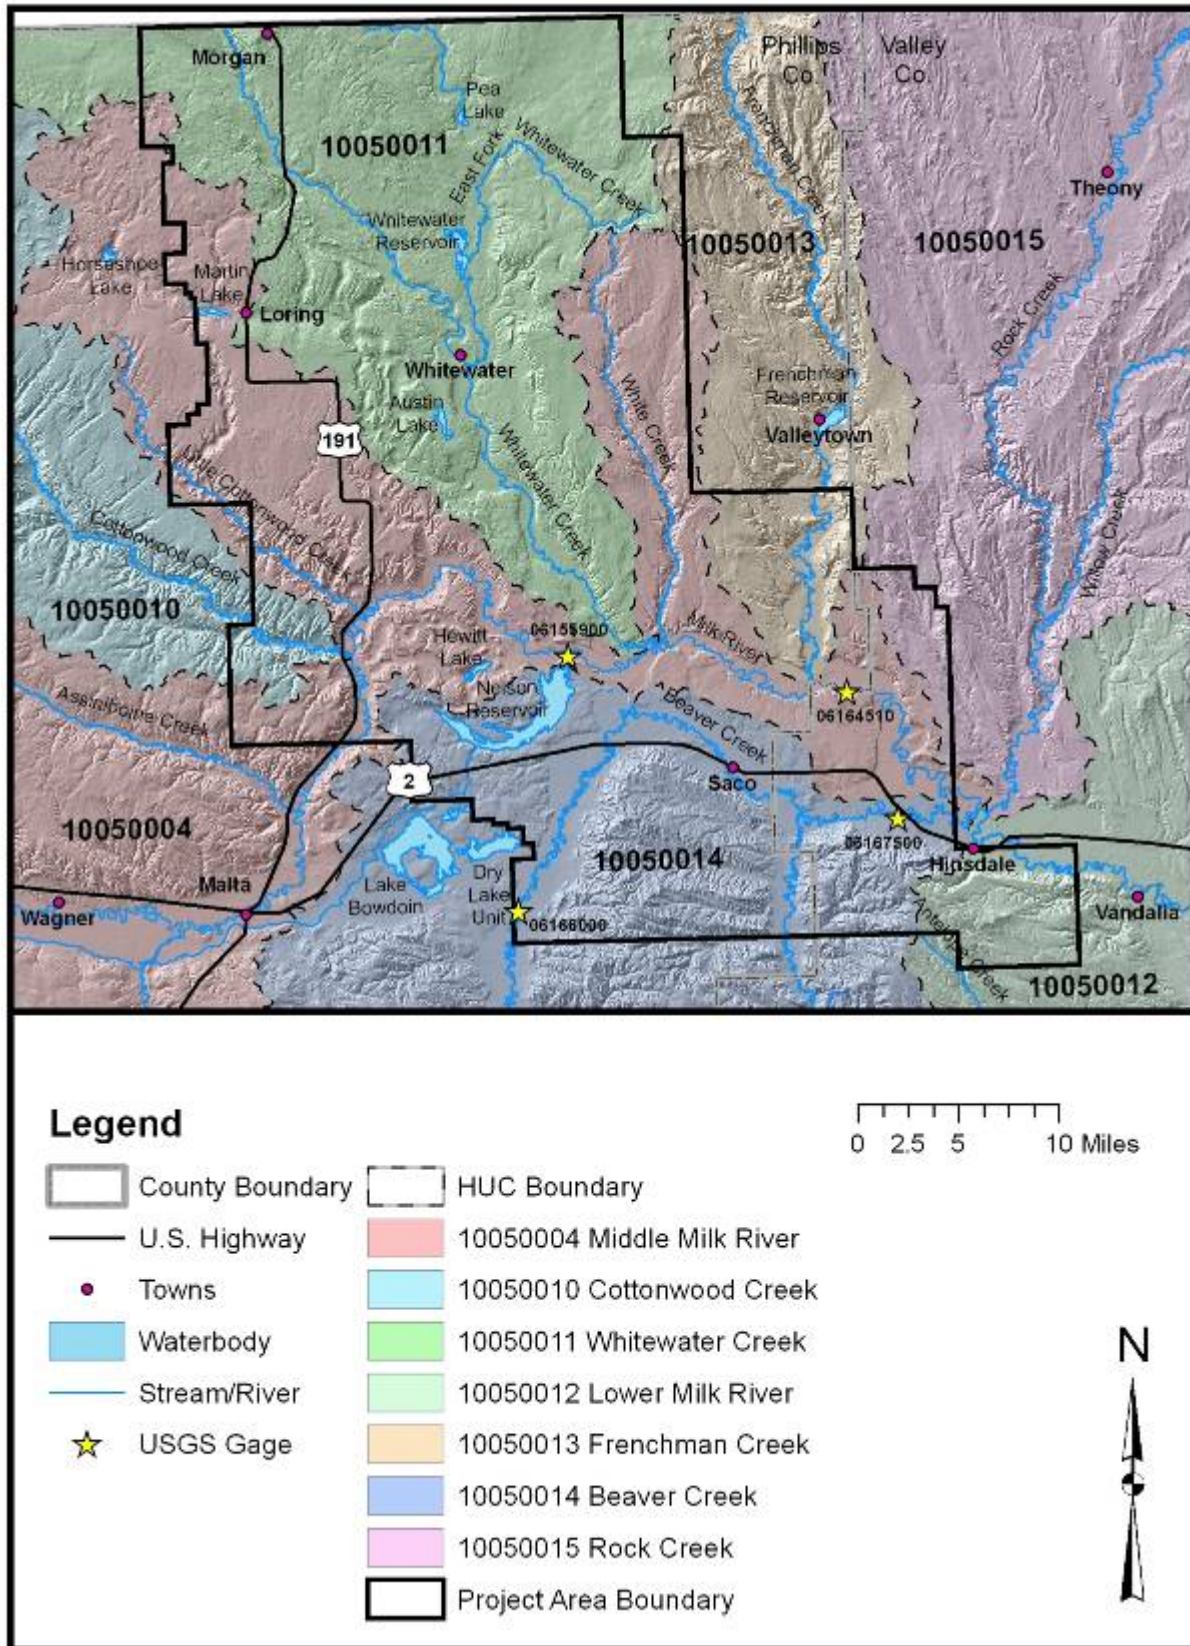 Phillips Co.
Valley Co.
Morgan
Pea Lake
10050011
East Fork
Whitewater Creek
Frenchman Creek
Theony
Whitewater Reservoir
10050013
10050015
Horseshoe Lake
Martin Lake
Loring
Rock Creek
Whitewater
Frenchman Reservoir
Austin Lake
White Creek
Valleytown
191
Whitewater Creek
Little Cottonwood Creek
Cottonwood Creek
Willow Creek
10050010
06155900
Hewitt Lake
Milk River
Nelson Reservoir
Assiniboine Creek
Beaver Creek
06164510
2
Saco
10050004
10050014
06167500
Hinsdale
Malta
Lake Bowdoin
Dry Lake Unit
Wagner
06166000
Antelope Creek
Vandalia
10050012
Legend
0 2.5 5 10 Miles
County Boundary
HUC Boundary
U.S. Highway
10050004 Middle Milk River
Towns
10050010 Cottonwood Creek
Waterbody
10050011 Whitewater Creek
Stream/River
10050012 Lower Milk River
USGS Gage
10050013 Frenchman Creek
10050014 Beaver Creek
10050015 Rock Creek
Project Area Boundary
N